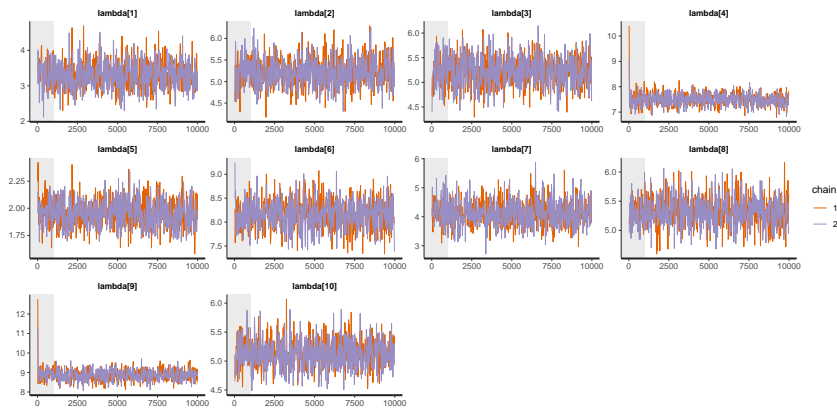 lambda[1] lambda[2] lambda[3] lambda[4]
4 3 2
6.0 5.5 5.0 4.5
6.0 5.5 5.0 4.5
10 9 8 7
0 2500 5000 7500 10000 0 2500 5000 7500 10000 0 2500 5000 7500 10000 0 2500 5000 7500 10000
lambda[5] lambda[6] lambda[7] lambda[8]
2.25 2.00 1.75
9.0 8.5 8.0 7.5
6 5 4 3
6.0 5.5 5.0
0 2500 5000 7500 10000 0 2500 5000 7500 10000 0 2500 5000 7500 10000 0 2500 5000 7500 10000
chain
1
2
lambda[9] lambda[10]
12 11 10 9 8
6.0 5.5 5.0 4.5
0 2500 5000 7500 10000 0 2500 5000 7500 10000